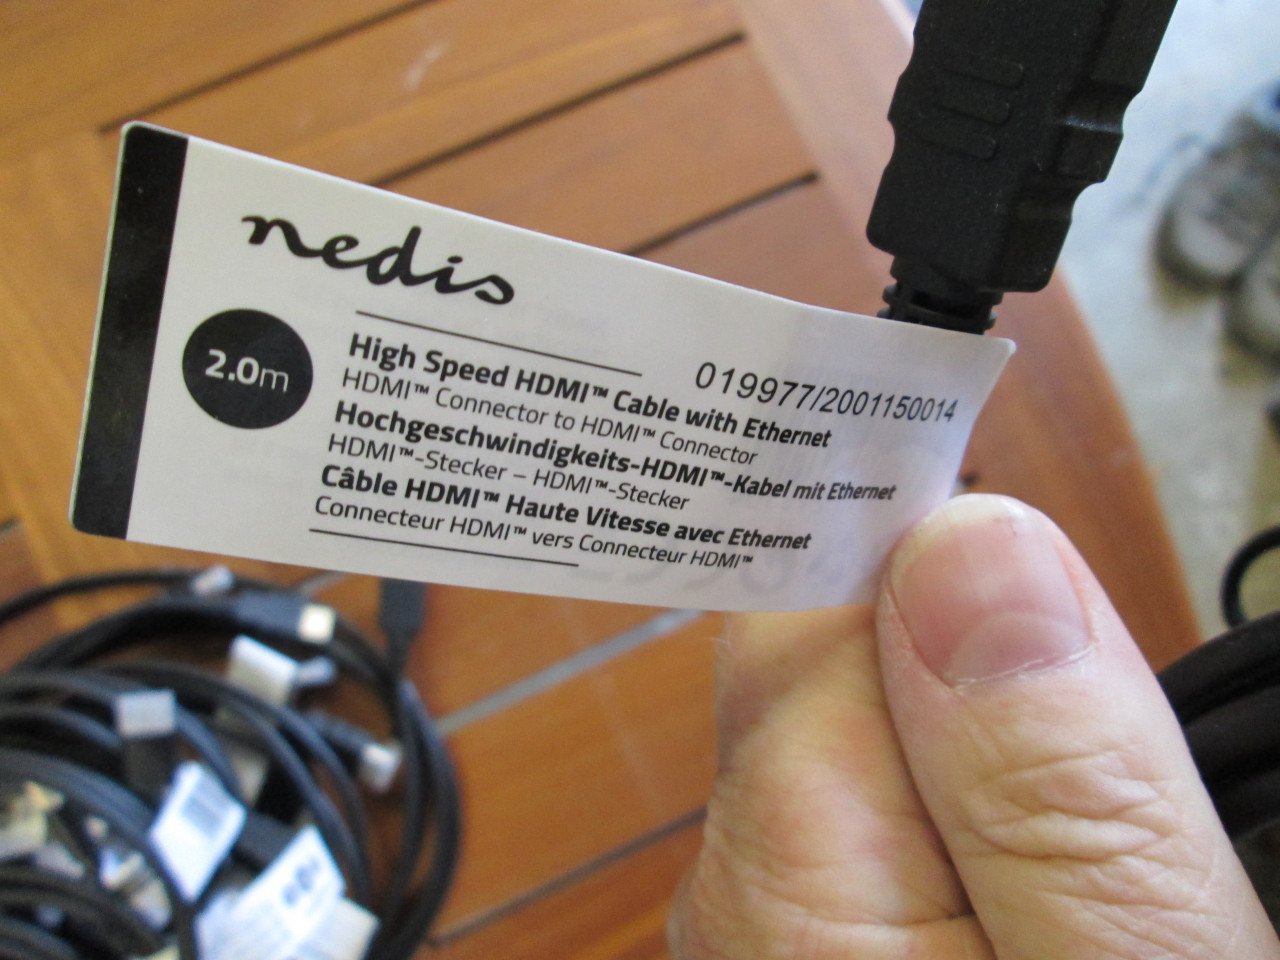 nedis
2.0m
019977/2001150014
High Speed HDMI™ Cable with Ethernet
HDMI™ Connector to HDMI™ Connector
Hochgeschwindigkeits-HDMI™-Kabel mit Ethernet
HDMI™-Stecker – HDMI™-Stecker
Câble HDMI™ Haute Vitesse avec Ethernet
Connecteur HDMI™ vers Connecteur HDMI™